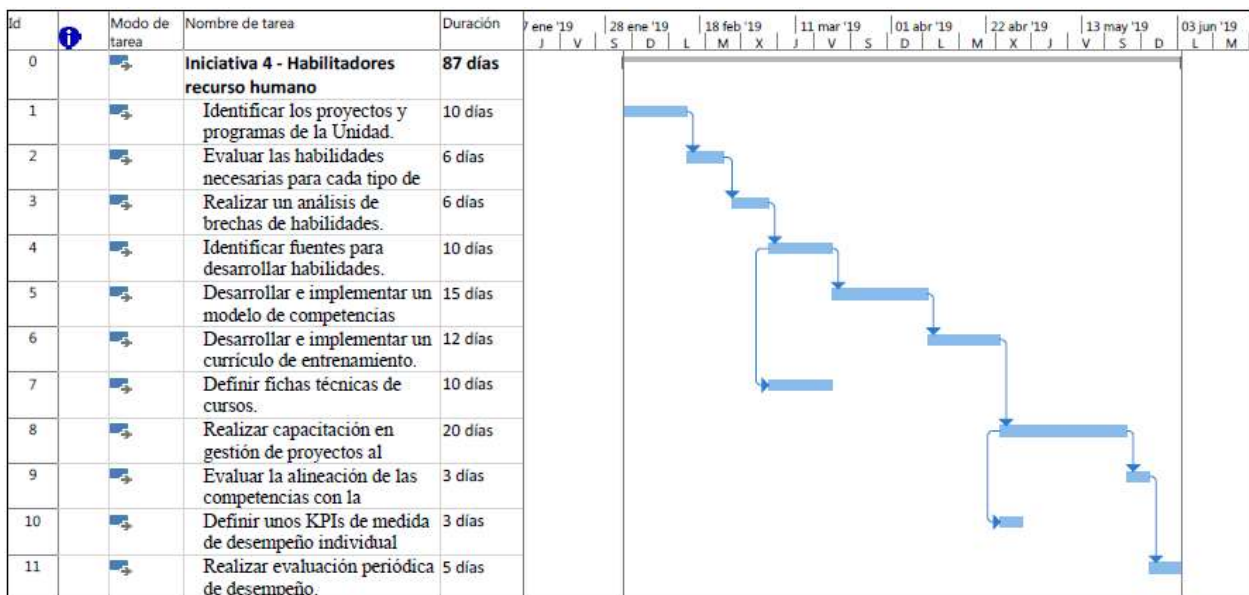 Id Modo de tarea Nombre de tarea Duración 7 ene '19 28 ene '19 18 feb '19 11 mar '19 01 abr '19 22 abr '19 13 may '19 03 jun '19
J V S D L M X J V S D L M X J V S D L M
0 Iniciativa 4 - Habilitadores 87 días
recurso humano
1 Identificar los proyectos y 10 días
programas de la Unidad.
2 Evaluar las habilidades 6 días
necesarias para cada tipo de
3 Realizar un análisis de 6 días
brechas de habilidades.
4 Identificar fuentes para 10 días
desarrollar habilidades.
5 Desarrollar e implementar un 15 días
modelo de competencias
6 Desarrollar e implementar un 12 días
currículo de entrenamiento.
7 Definir fichas técnicas de 10 días
cursos.
8 Realizar capacitación en 20 días
gestión de proyectos al
9 Evaluar la alineación de las 3 días
competencias con la
10 Definir unos KPIs de medida 3 días
de desempeño individual
11 Realizar evaluación periódica 5 días
de desempeño.